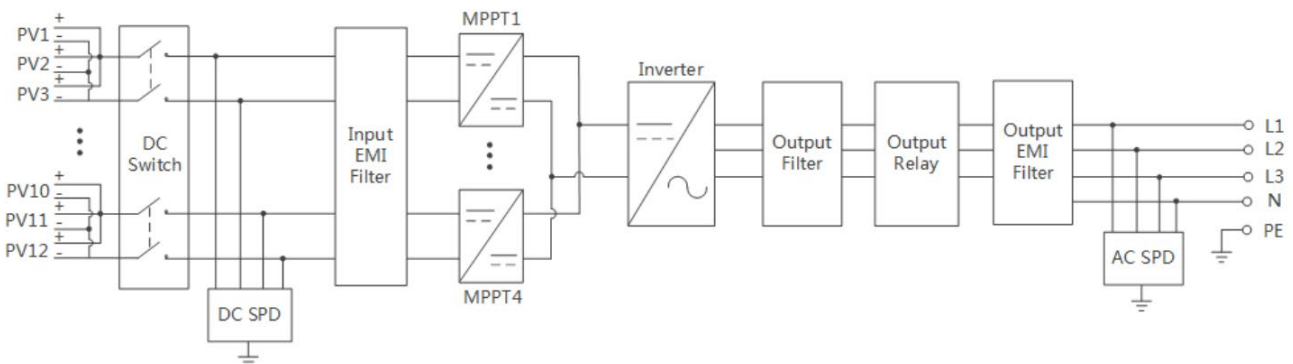 MPPT1
+
PV1
-
+
PV2
-
+
PV3
-
DC
Switch
Input
EMI
Filter
Inverter
Output
Filter
Output
Relay
Output
EMI
Filter
L1
L2
L3
N
PE
+
PV10
-
+
PV11
-
+
PV12
-
MPPT4
DC SPD
AC SPD